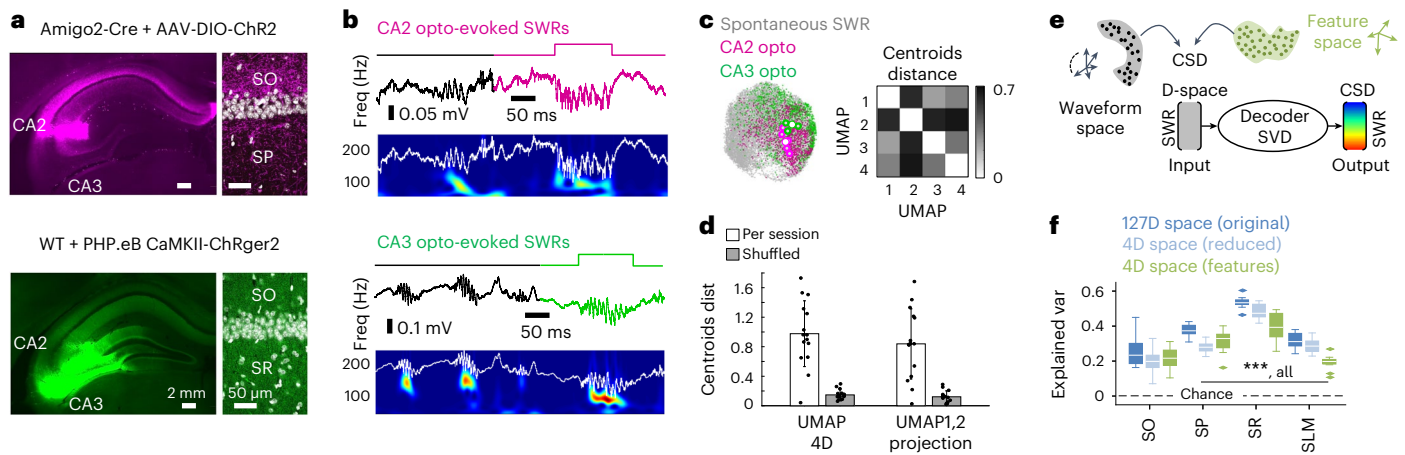 a
Amigo2-Cre + AAV-DIO-ChR2
CA2
CA3
SO
SP
WT + PHP.eB CaMKII-ChRger2
CA2
CA3
2 mm
SO
SR
50 µm
b
CA2 opto-evoked SWRs
Freq (Hz)
0.05 mV
50 ms
200
100
CA3 opto-evoked SWRs
Freq (Hz)
0.1 mV
50 ms
200
100
c
Spontaneous SWR
CA2 opto
CA3 opto
Centroids
distance
UMAP
1
2
3
4
1 2 3 4
UMAP
0.7
0
d
Per session
Shuffled
Centroids dist
1.6
1.2
0.8
0.4
0
UMAP
4D
UMAP1,2
projection
e
Waveform
space
CSD
Feature
space
D-space
SWR
Input
Decoder
SVD
CSD
SWR
Output
f
127D space (original)
4D space (reduced)
4D space (features)
Explained var
0.6
0.4
0.2
0
***, all
Chance
SO
SP
SR
SLM